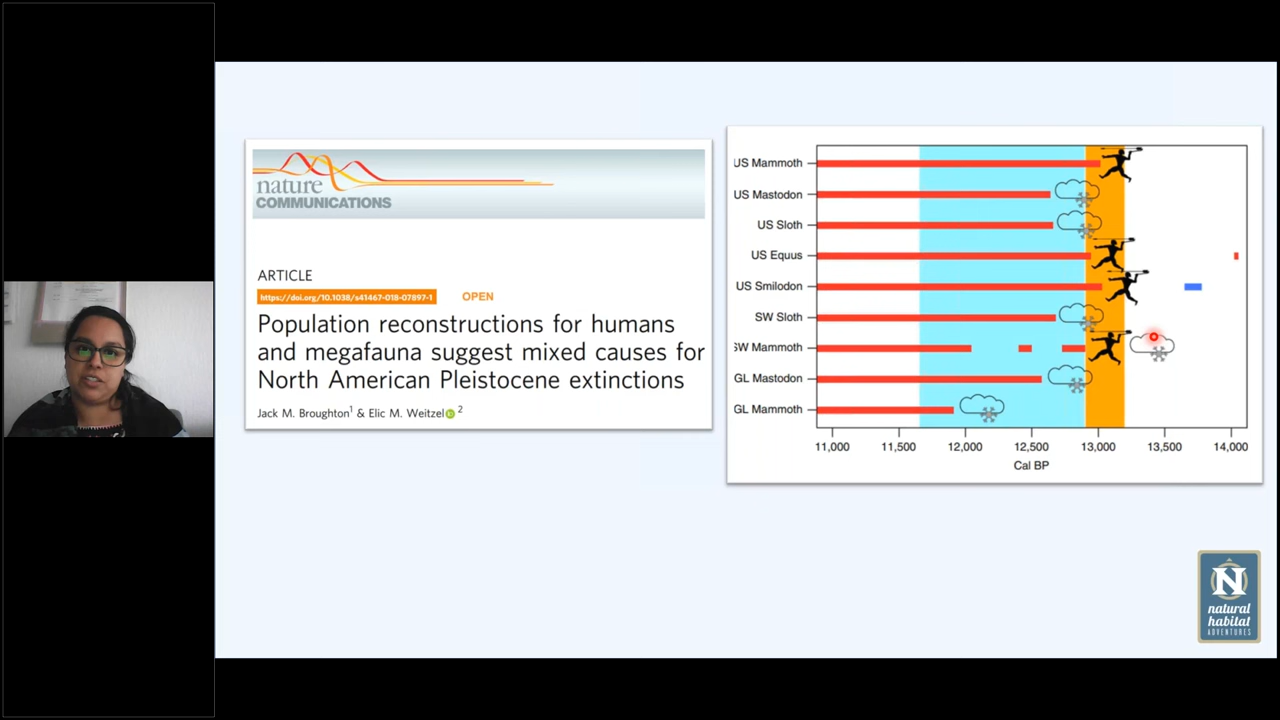 nature
COMMUNICATIONS
ARTICLE
https://doi.org/10.1038/s41467-018-07897-1
OPEN
Population reconstructions for humans
and megafauna suggest mixed causes for
North American Pleistocene extinctions
Jack M. Broughton1 & Elic M. Weitzel 2
US Mammoth
US Mastodon
US Sloth
US Equus
US Smilodon
SW Sloth
SW Mammoth
GL Mastodon
GL Mammoth
11,000 11,500 12,000 12,500 13,000 13,500 14,000
Cal BP
N
natural
habitat
ADVENTURES